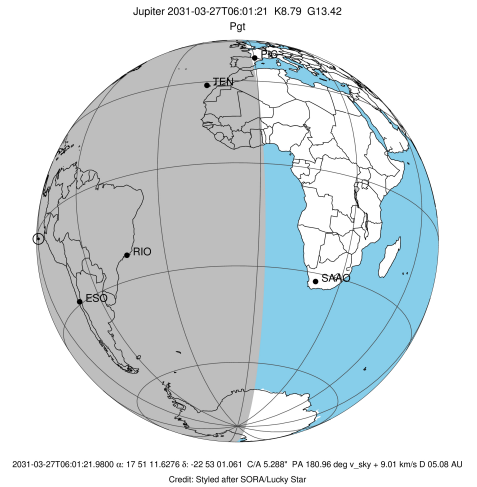 Jupiter 2031-03-27T06:01:21 K8.79 G13.42
Pgt
PIC
TEN
RIO
SAAO
ESO
2031-03-27T06:01:21.9800 α: 17 51 11.6276 δ: -22 53 01.061 C/A 5.288" PA 180.96 deg v_sky + 9.01 km/s D 05.08 AU
Credit: Styled after SORA/Lucky Star